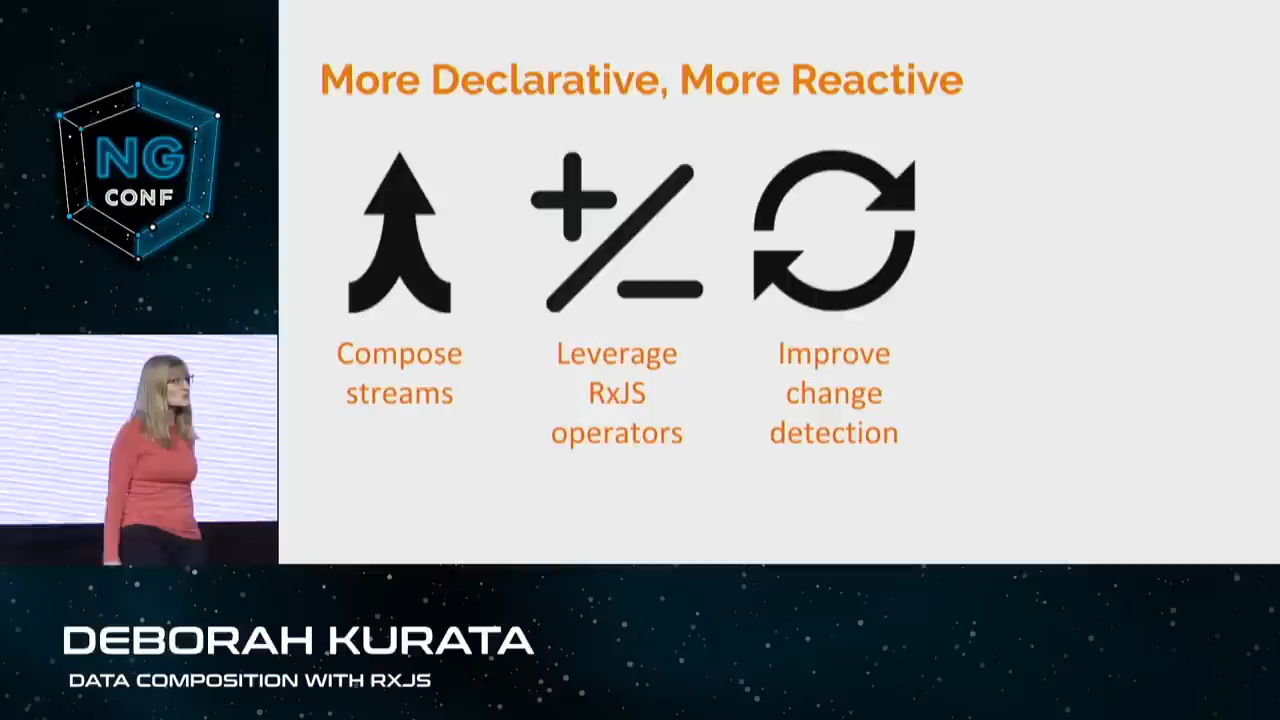 NG
CONF
More Declarative, More Reactive
Compose
streams
Leverage
RxJS
operators
Improve
change
detection
DEBORAH KURATA
DATA COMPOSITION WITH RXJS